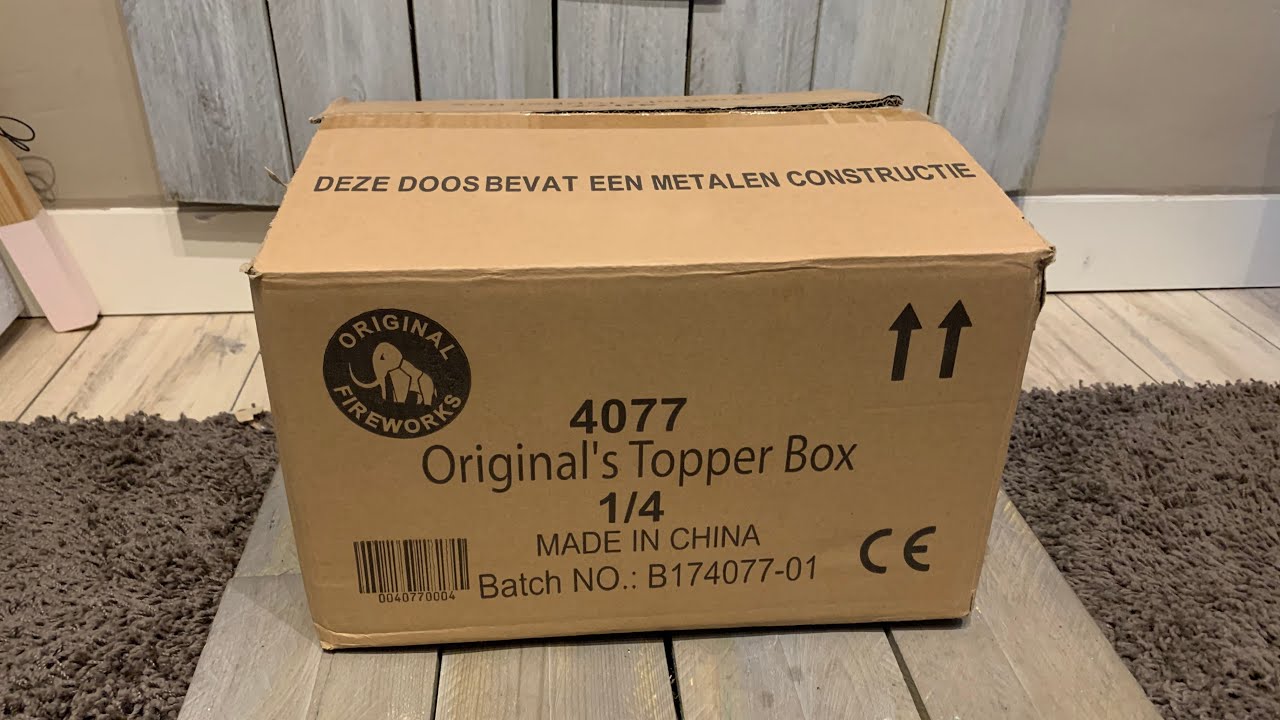 DEZE DOOS BEVAT EEN METALEN CONSTRUCTIE
ORIGINAL
FIREWORKS
4077
Original's Topper Box
1/4
MADE IN CHINA
Batch NO.: B174077-01
0040770004
CE